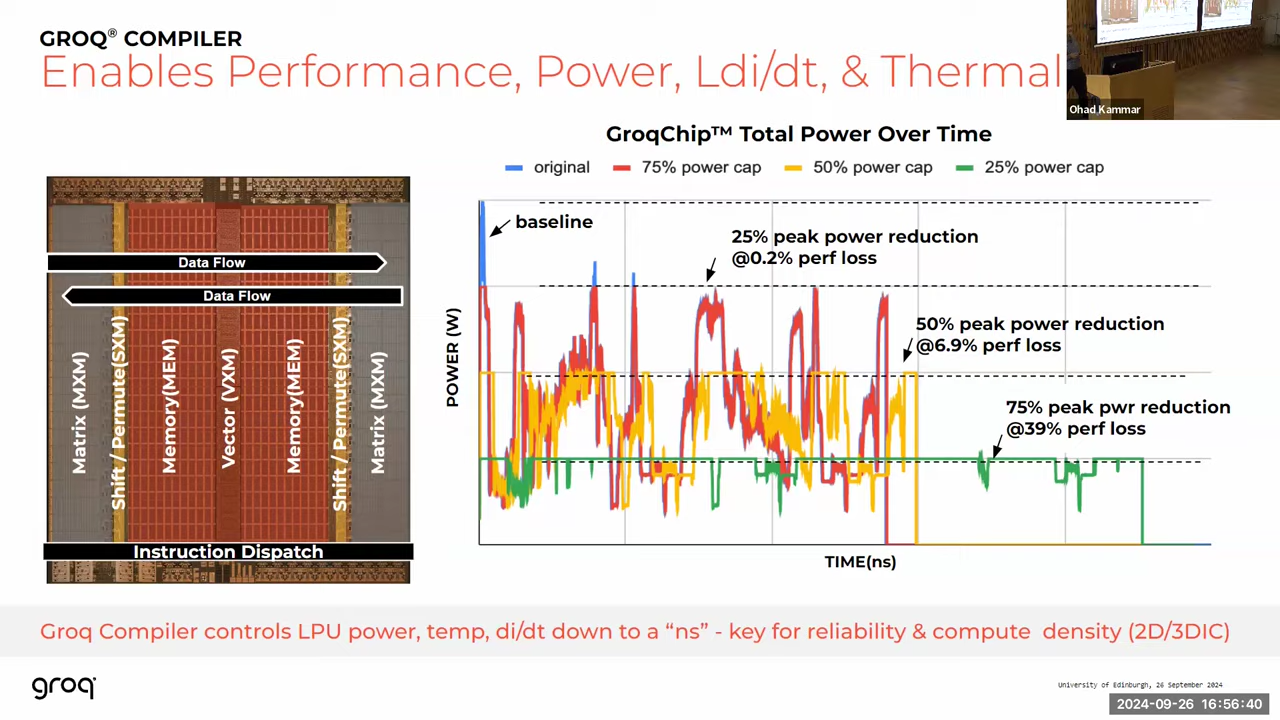 GROQ® COMPILER
Enables Performance, Power, Ldi/dt, & Thermal
Ohad Kammar
GroqChip™ Total Power Over Time
original
75% power cap
50% power cap
25% power cap
baseline
25% peak power reduction
@0.2% perf loss
50% peak power reduction
@6.9% perf loss
75% peak pwr reduction
@39% perf loss
POWER (W)
TIME(ns)
Data Flow
Data Flow
Matrix (MXM)
Shift / Permute(SXM)
Memory(MEM)
Vector (VXM)
Memory(MEM)
Shift / Permute(SXM)
Matrix (MXM)
Instruction Dispatch
Groq Compiler controls LPU power, temp, di/dt down to a “ns” - key for reliability & compute density (2D/3DIC)
groq
University of Edinburgh, 26 September 2024
2024-09-26 16:56:40